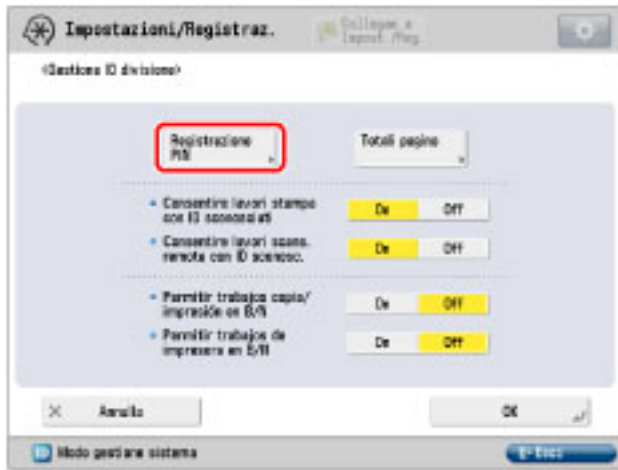 Impostazioni/Registraz.
Collegam. a
Impost./Reg.
<Gestione ID divisione>
Registrazione
PIN
Totali pagine
Consentire lavori stampa
con ID sconosciuti
On Off
Consentire lavori scans.
remota con ID sconosc.
On Off
Permitir trabajos copia/
impresión en B/N
On Off
Permitir trabajos de
impresora en B/N
On Off
Annulla
OK
Modo gestione sistema